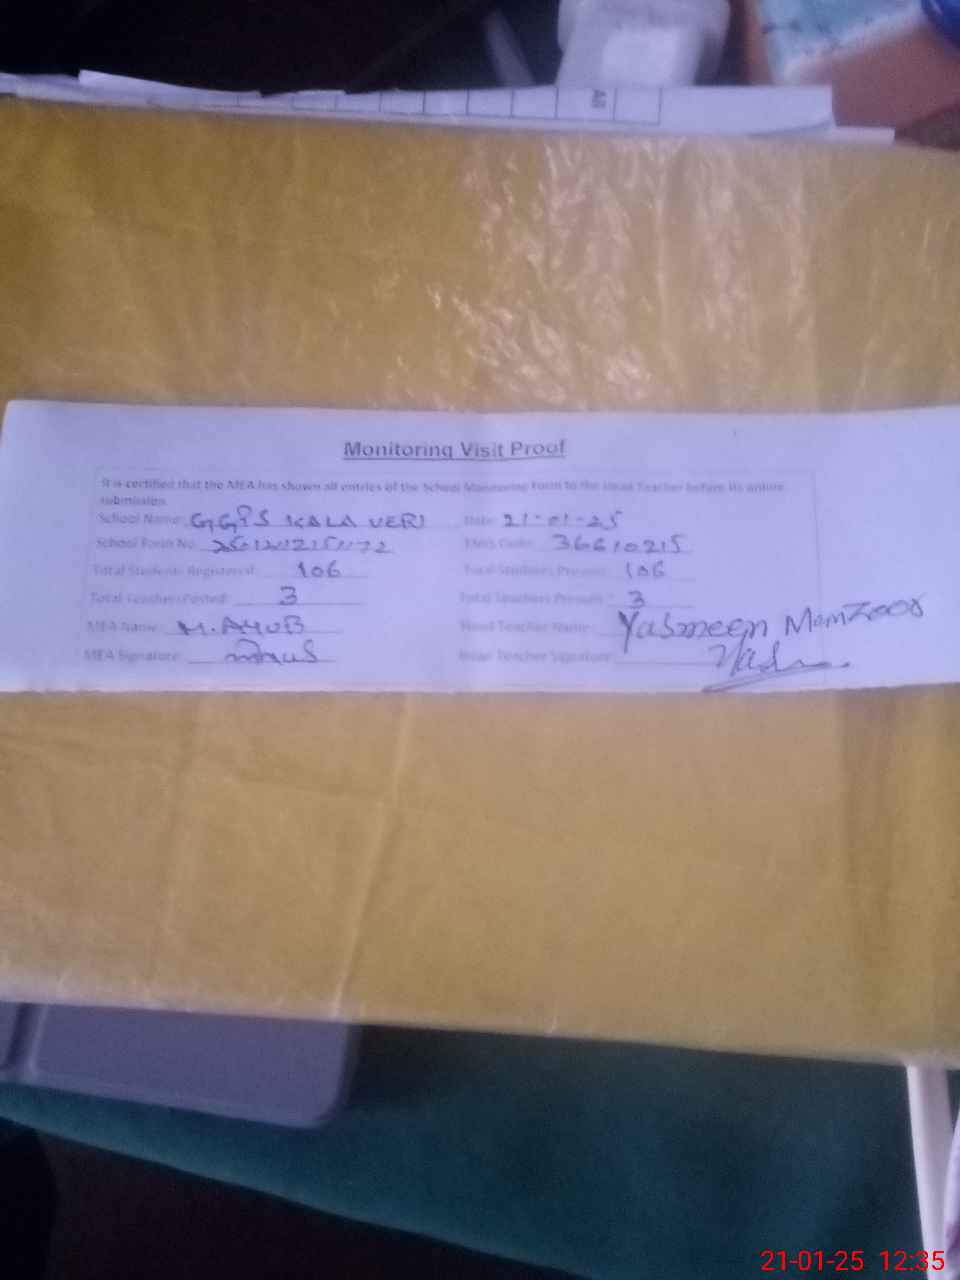 AB
Monitoring Visit Proof
It is certified that the MEA has shown all entries of the School Monitoring Form to the Head Teacher before its online
submission.
School Name: GGPS KALA VERI Date: 21-01-25
School Form No. EMIS Code: 36610215
Total Students Registered: 106 Total Students Present: 106
Total Teachers Posted: 3 Total Teachers Present: 3
MEA Name: M. AYUB Head Teacher Name: Yasmeen Manzoor
MEA Signature: Head Teacher Signature:
21-01-25 12:35